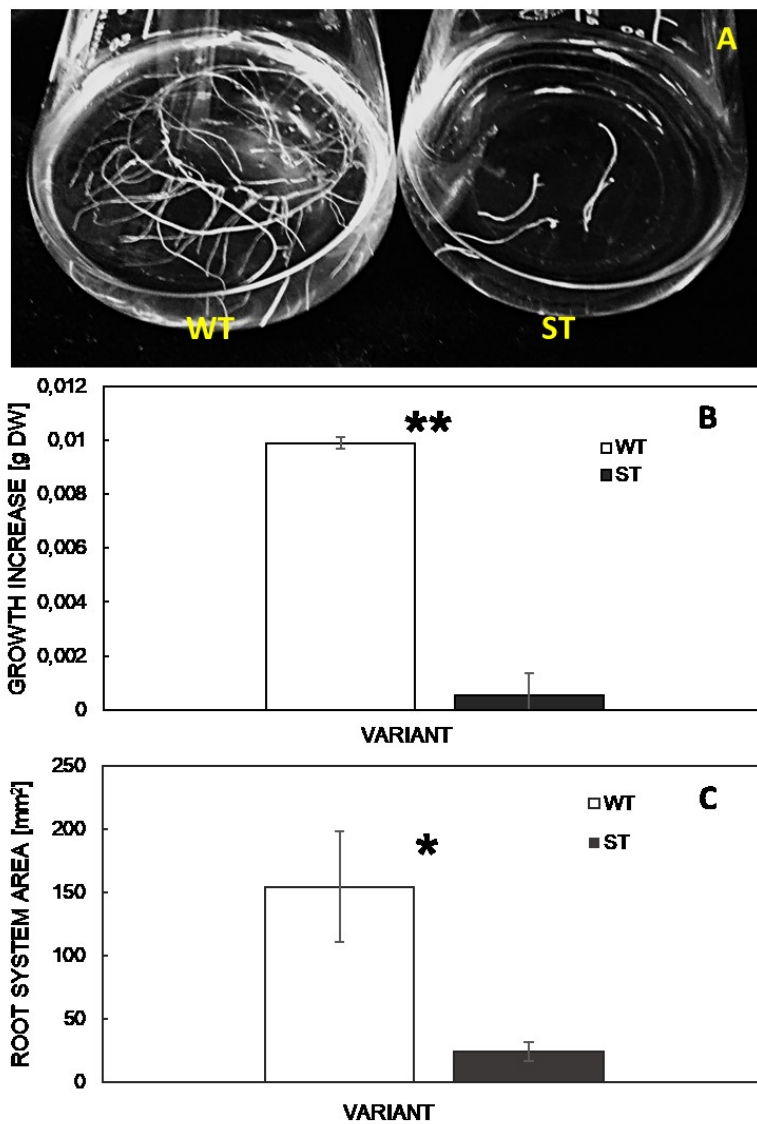 A
WT ST
0,012
0,01
0,008
0,006
0,004
0,002
0
GROWTH INCREASE [g DW]
**
B
WT
ST
VARIANT
250
200
150
100
50
0
ROOT SYSTEM AREA [mm²]
*
C
WT
ST
VARIANT